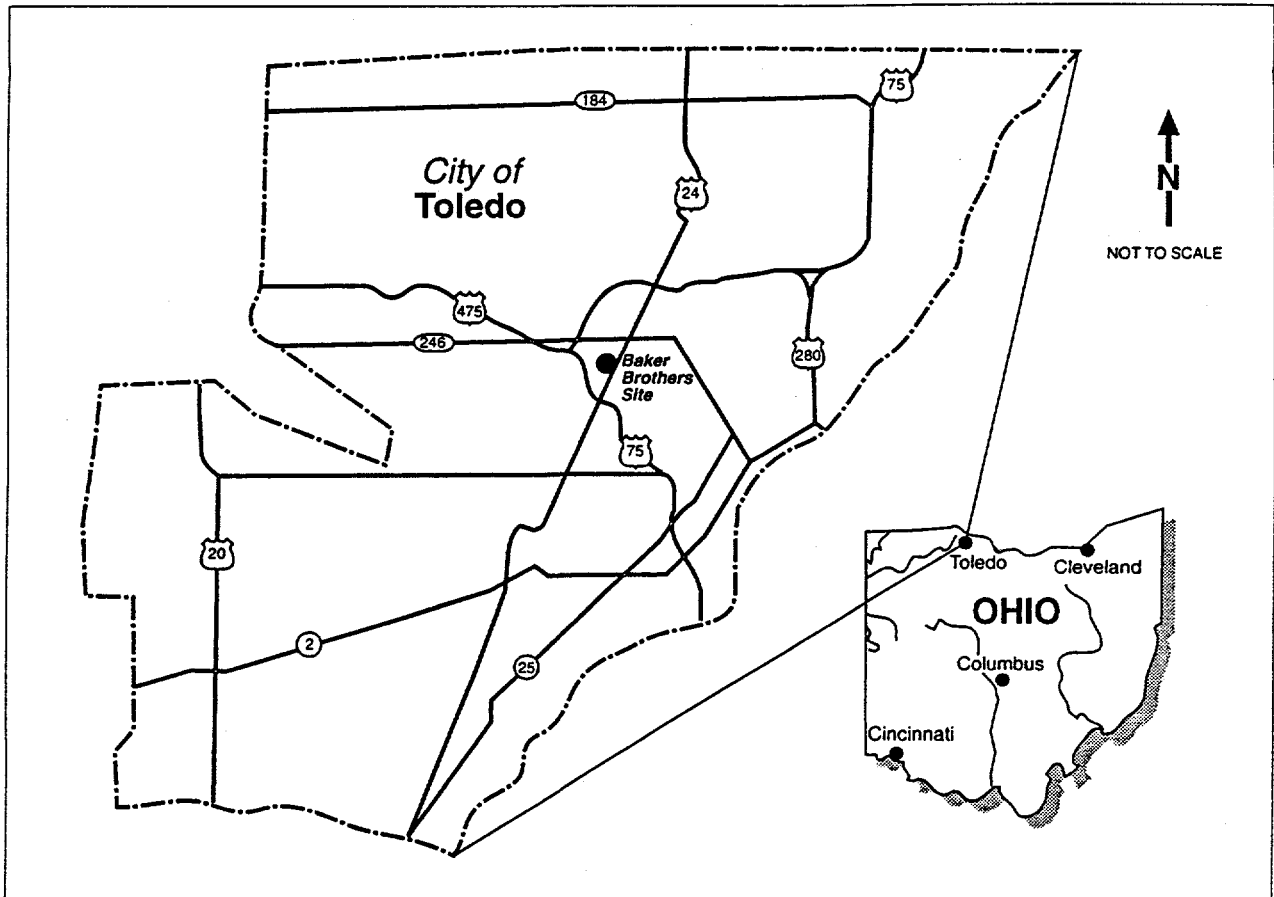 75
184
City of
Toledo
24
N
NOT TO SCALE
475
246
280
Baker
Brothers
Site
75
20
Toledo
Cleveland
OHIO
2
25
Columbus
Cincinnati